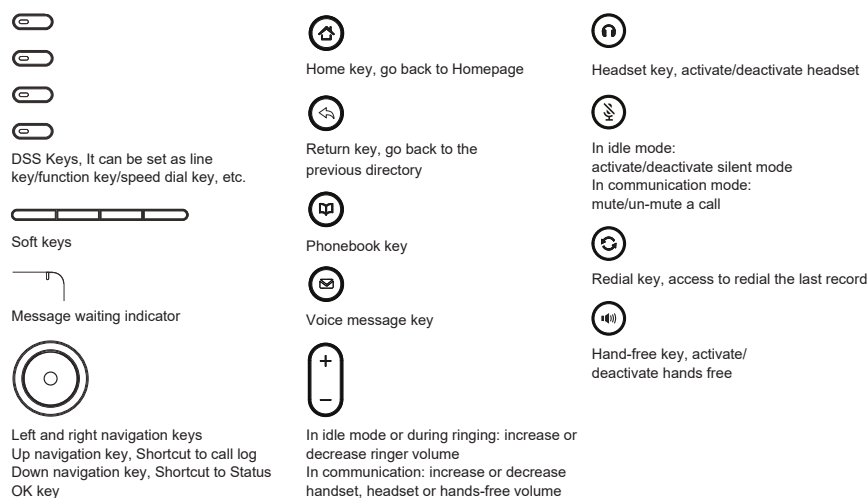 DSS Keys, It can be set as line
key/function key/speed dial key, etc.
Soft keys
Message waiting indicator
Left and right navigation keys
Up navigation key, Shortcut to call log
Down navigation key, Shortcut to Status
OK key
Home key, go back to Homepage
Return key, go back to the
previous directory
Phonebook key
Voice message key
In idle mode or during ringing: increase or
decrease ringer volume
In communication: increase or decrease
handset, headset or hands-free volume
Headset key, activate/deactivate headset
In idle mode:
activate/deactivate silent mode
In communication mode:
mute/un-mute a call
Redial key, access to redial the last record
Hand-free key, activate/
deactivate hands free